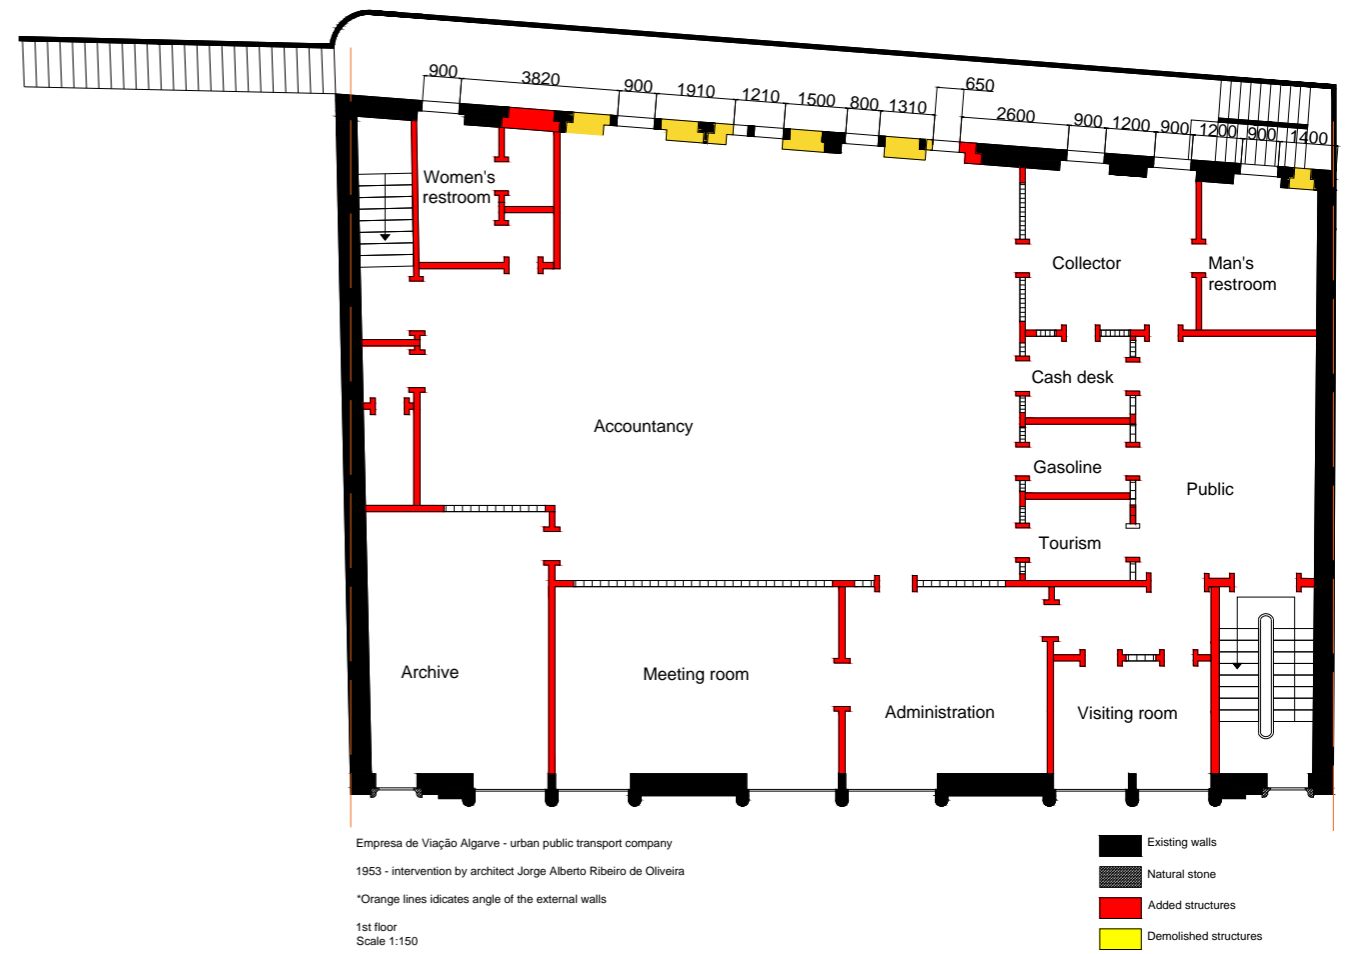 900
3820
900
1910
1210
1500
800
1310
650
2600
900
1200
900
1200
900
1400
Women's
restroom
Collector
Man's
restroom
Cash desk
Accountancy
Gasoline
Public
Tourism
Archive
Meeting room
Administration
Visiting room
Empresa de Viação Algarve - urban public transport company
1953 - intervention by architect Jorge Alberto Ribeiro de Oliveira
*Orange lines idicates angle of the external walls
1st floor
Scale 1:150
Existing walls
Natural stone
Added structures
Demolished structures